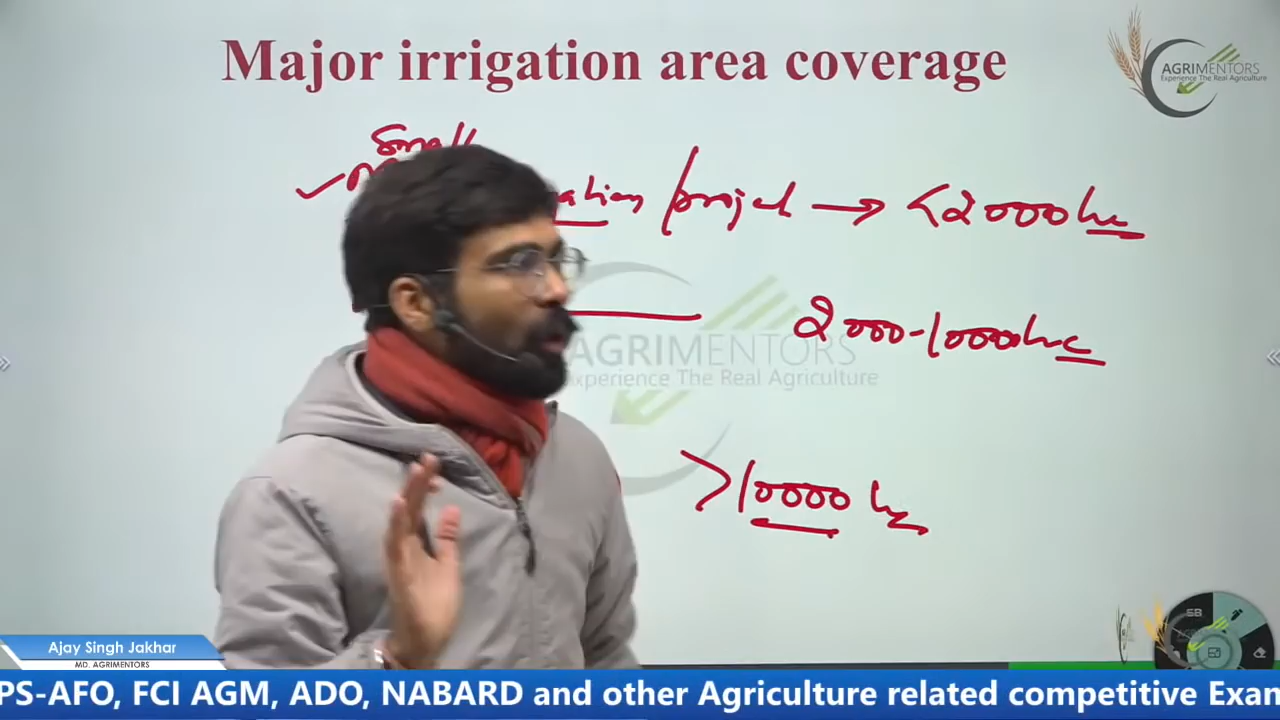 Major irrigation area coverage
AGRIMENTORS
Experience The Real Agriculture
Small
project → <2000 ha
2000-10000 ha
AGRIMENTORS
Experience The Real Agriculture
>10000 ha
SB
Ajay Singh Jakhar
MD. AGRIMENTORS
PS-AFO, FCI AGM, ADO, NABARD and other Agriculture related competitive Exam